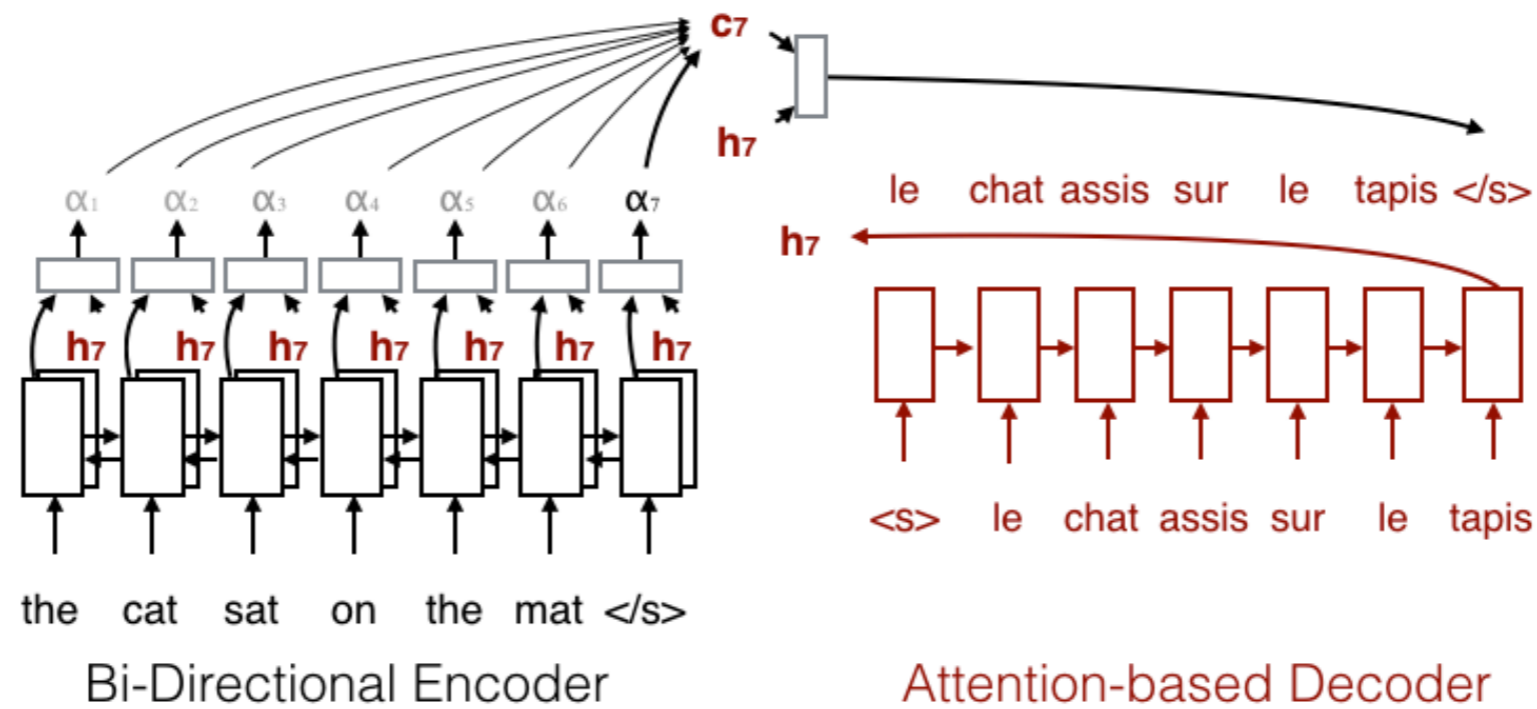 c7
h7
α1 α2 α3 α4 α5 α6 α7
le chat assis sur le tapis </s>
h7
h7 h7 h7 h7 h7 h7 h7
<s> le chat assis sur le tapis
the cat sat on the mat </s>
Bi-Directional Encoder
Attention-based Decoder